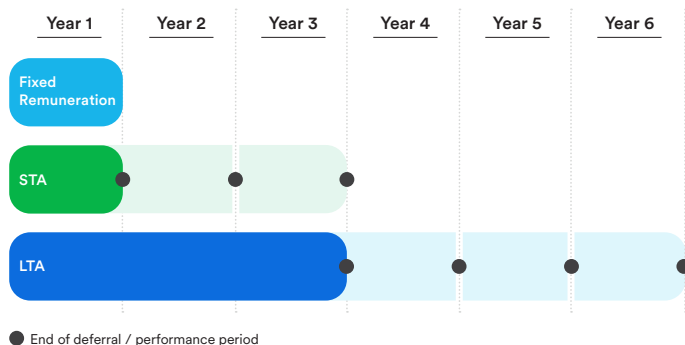 Year 1 Year 2 Year 3 Year 4 Year 5 Year 6
Fixed
Remuneration
STA
LTA
End of deferral / performance period